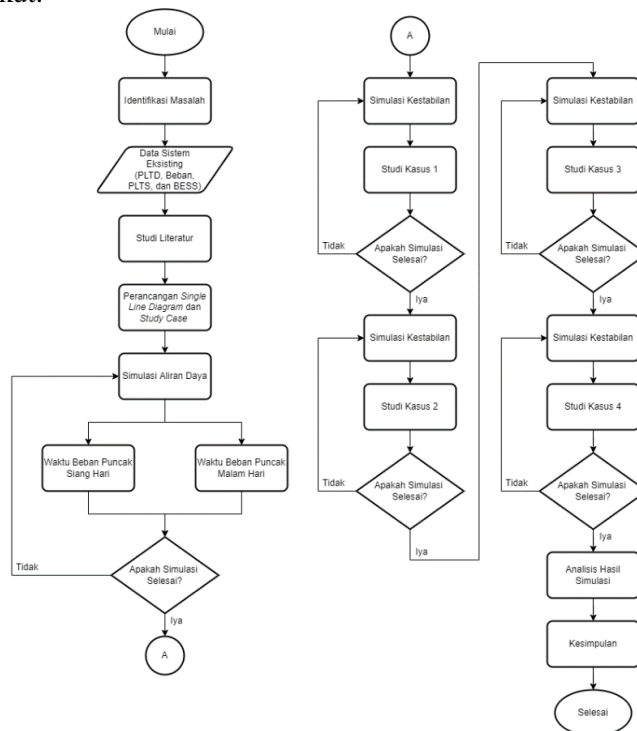 Mulai
Identifikasi Masalah
Data Sistem
Eksisting
(PLTD, Beban,
PLTS, dan BESS)
Studi Literatur
Perancangan Single
Line Diagram dan
Study Case
Simulasi Aliran Daya
Waktu Beban Puncak
Siang Hari
Waktu Beban Puncak
Malam Hari
Tidak
Apakah Simulasi
Selesai?
Iya
A
A
Simulasi Kestabilan
Studi Kasus 1
Tidak
Apakah Simulasi
Selesai?
Iya
Simulasi Kestabilan
Studi Kasus 2
Tidak
Apakah Simulasi
Selesai?
Iya
Simulasi Kestabilan
Studi Kasus 3
Tidak
Apakah Simulasi
Selesai?
Iya
Simulasi Kestabilan
Studi Kasus 4
Tidak
Apakah Simulasi
Selesai?
Iya
Analisis Hasil
Simulasi
Kesimpulan
Selesai